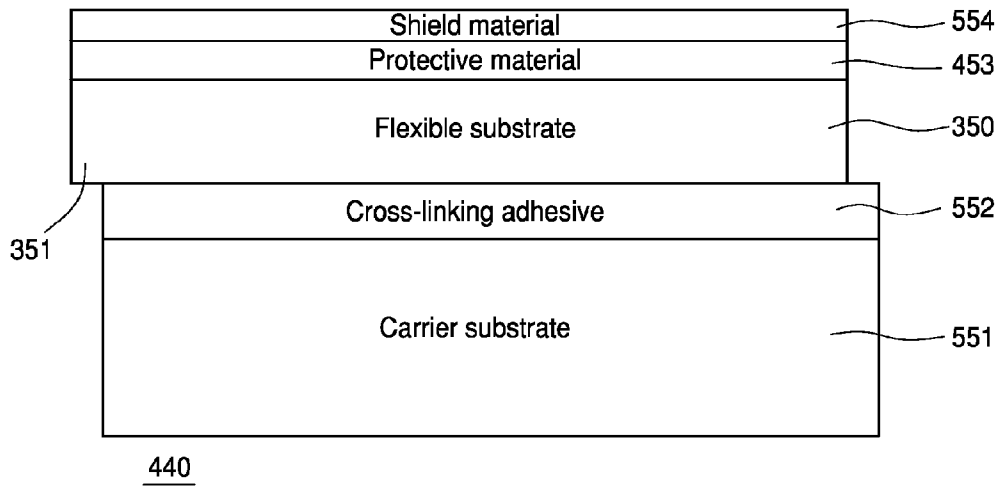 Shield material 554
Protective material 453
Flexible substrate 350
351
Cross-linking adhesive 552
Carrier substrate 551
440